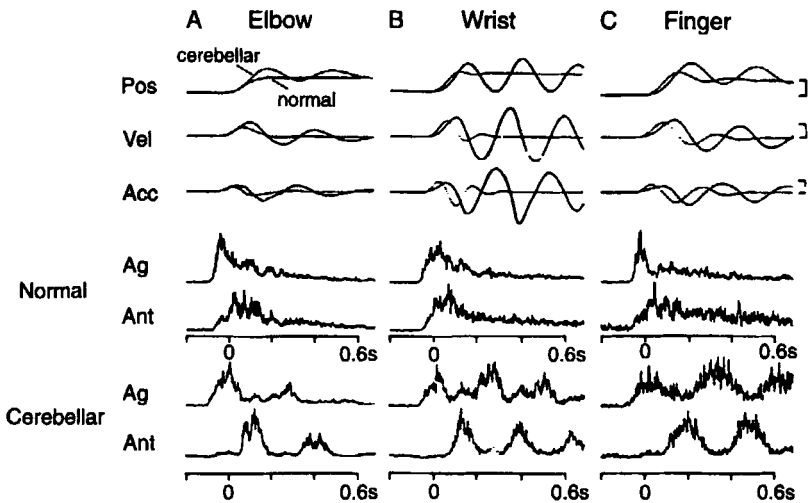 A Elbow B Wrist C Finger
cerebellar
Pos
normal
Vel
Acc
Ag
Normal
Ant
0 0.6s 0 0.6s 0 0.6s
Ag
Cerebellar
Ant
0 0.6s 0 0.6s 0 0.6s